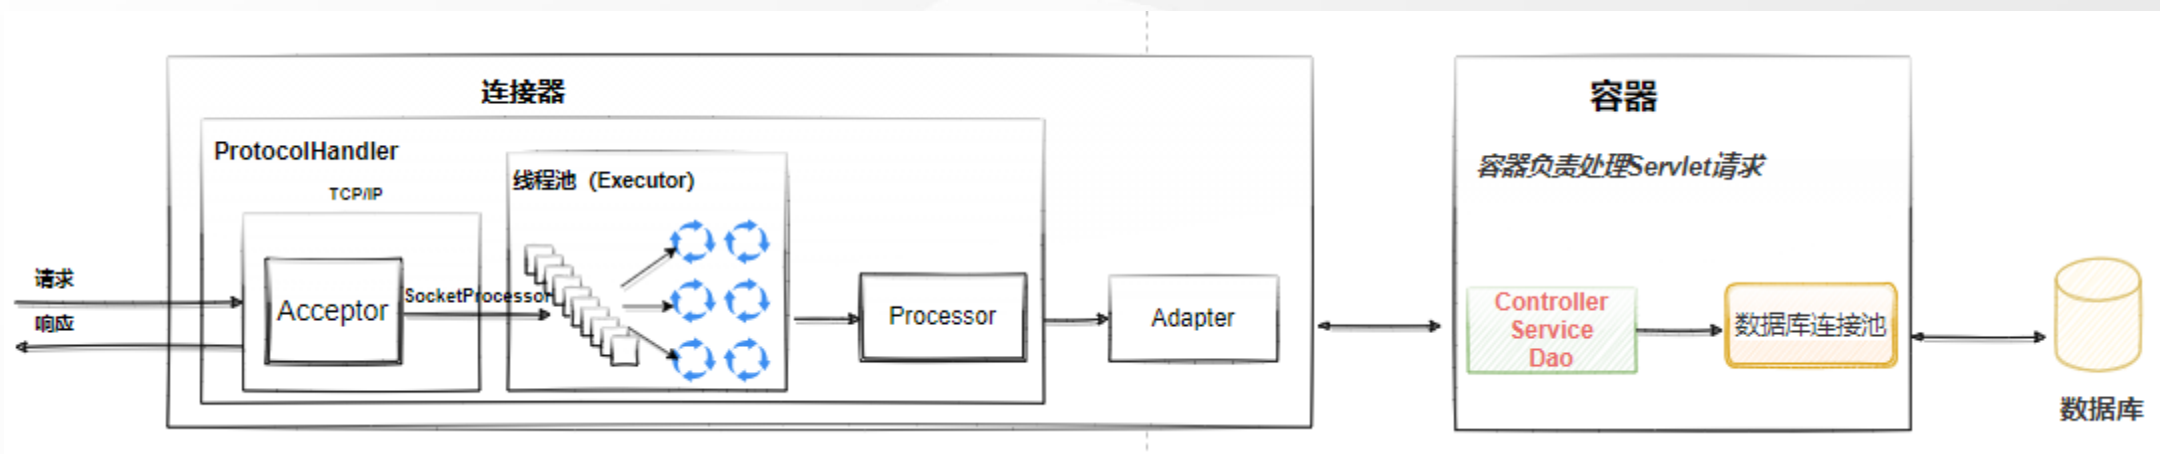 连接器
ProtocolHandler
TCP/IP
线程池（Executor）
请求
响应
Acceptor
SocketProcessor
Processor
Adapter
容器
容器负责处理Servlet请求
Controller
Service
Dao
数据库连接池
数据库